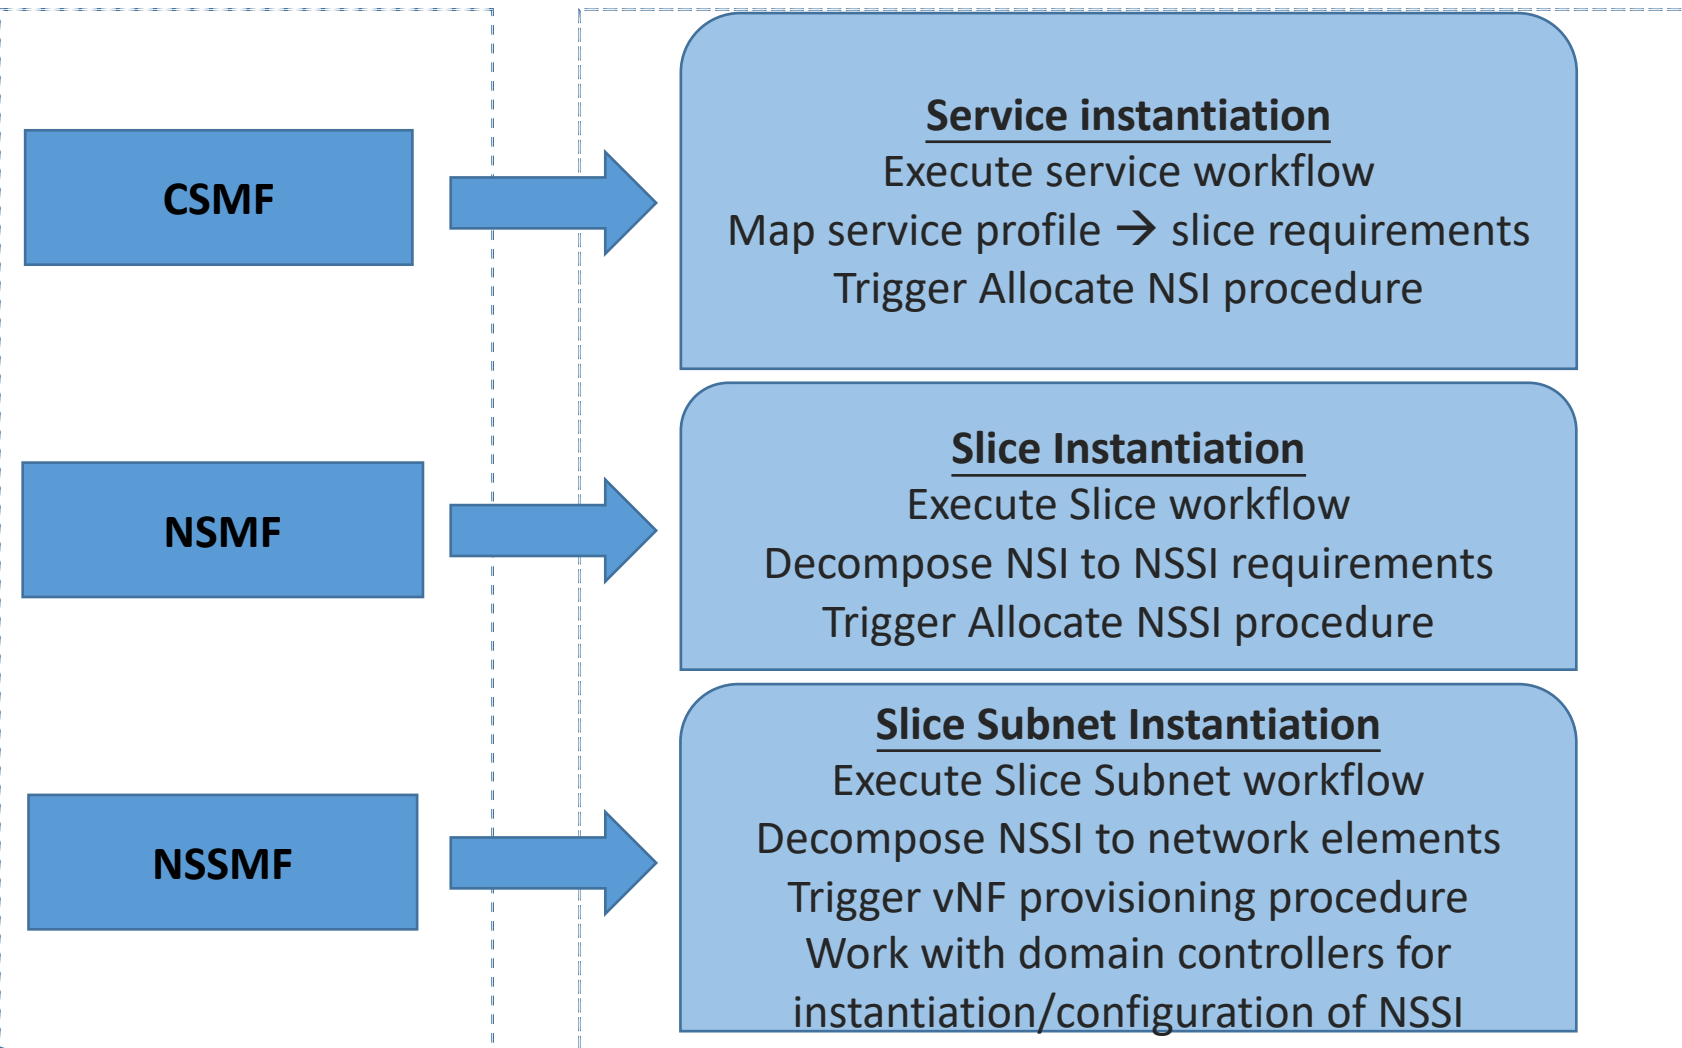 CSMF
Service instantiation
Execute service workflow
Map service profile → slice requirements
Trigger Allocate NSI procedure
NSMF
Slice Instantiation
Execute Slice workflow
Decompose NSI to NSSI requirements
Trigger Allocate NSSI procedure
NSSMF
Slice Subnet Instantiation
Execute Slice Subnet workflow
Decompose NSSI to network elements
Trigger vNF provisioning procedure
Work with domain controllers for
instantiation/configuration of NSSI